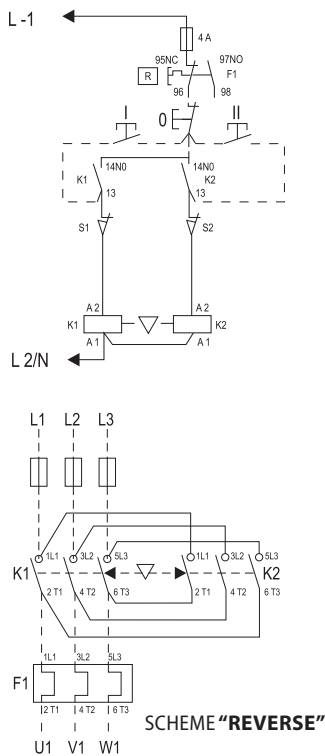 L -1
4 A
95NC 97NO
R F1
96 98
I 0 II
14N0 14N0
K1 K2
13 13
S1 S2
A 2 A 2
K1 K2
A 1 A 1
L 2/N
L1 L2 L3
1L1 3L2 5L3 1L1 3L2 5L3
K1 K2
2 T1 4 T2 6 T3 2 T1 4 T2 6 T3
1L1 3L2 5L3
F1
2 T1 4 T2 6 T3
SCHEME "REVERSE"
U1 V1 W1